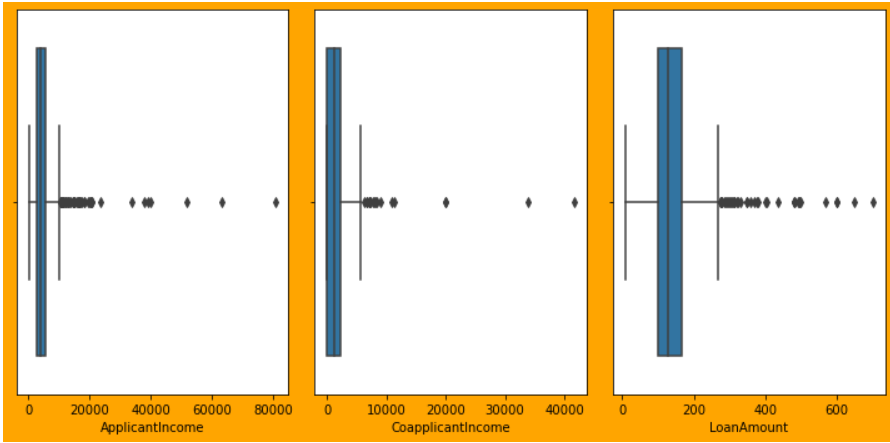 0 20000 40000 60000 80000
ApplicantIncome
0 10000 20000 30000 40000
CoapplicantIncome
0 200 400 600
LoanAmount